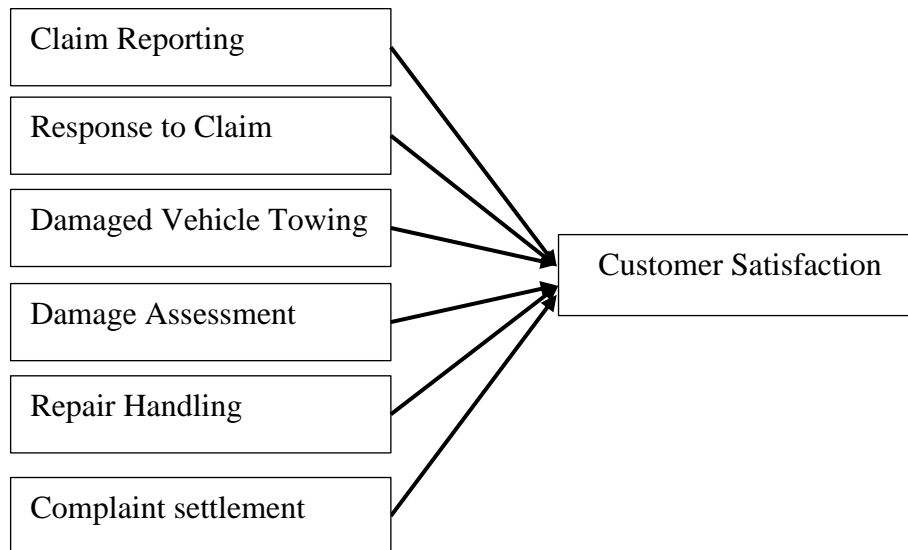 Claim Reporting
Response to Claim
Damaged Vehicle Towing
Customer Satisfaction
Damage Assessment
Repair Handling
Complaint settlement